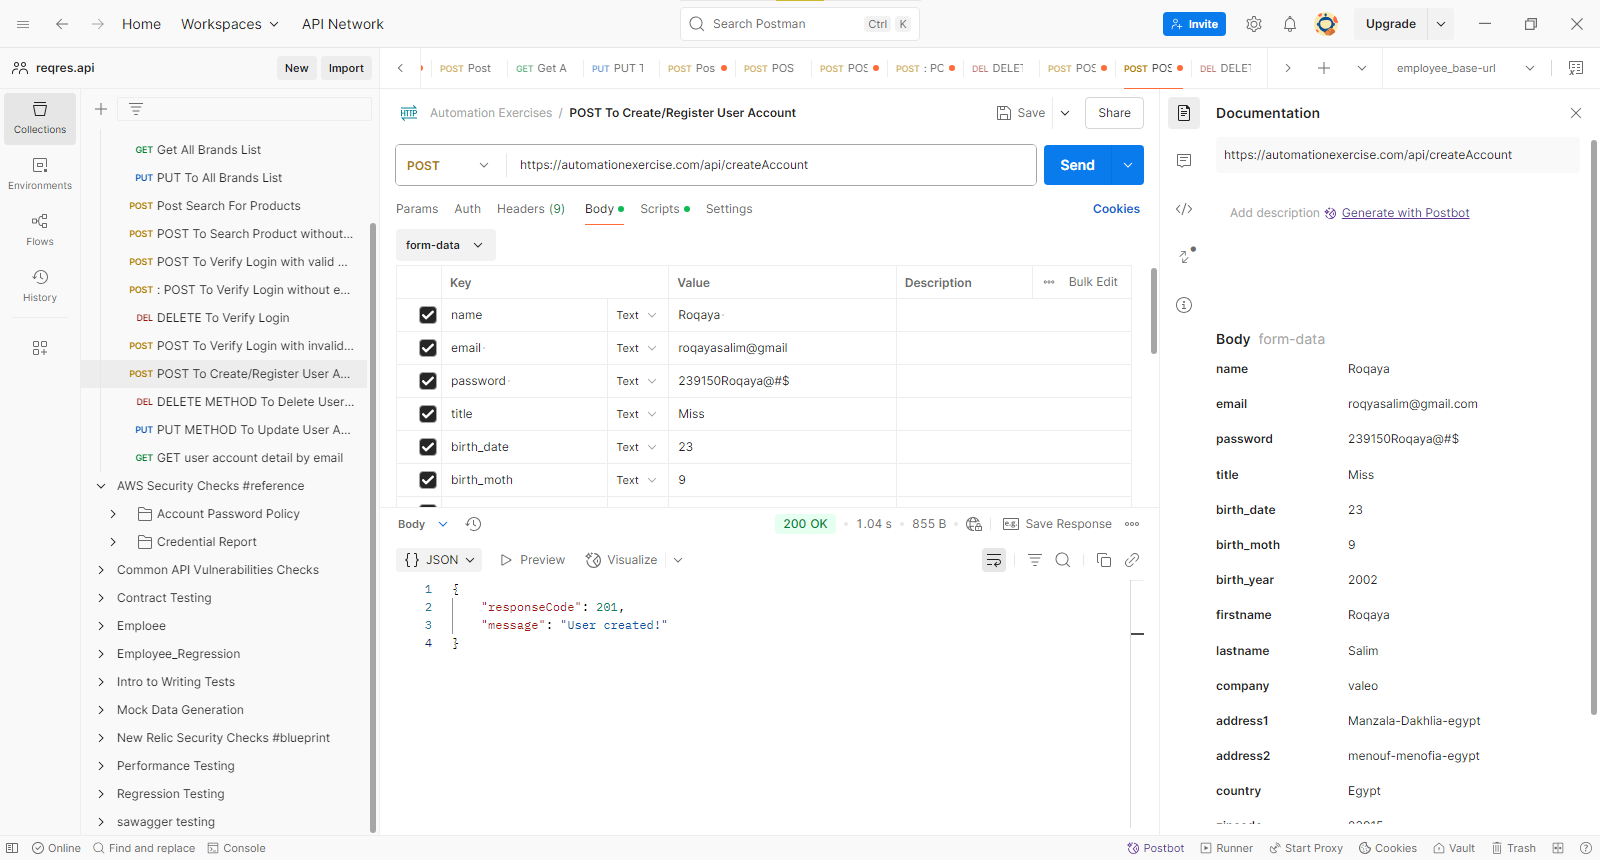 Home
Workspaces
API Network
Search Postman
Ctrl K
Invite
Upgrade
reqres.api
New
Import
POST Post
GET Get A
PUT PUT T
POST Pos
POST POS
POST POS
POST : PC
DEL DELET
POST POS
POST POS
DEL DELET
employee_base-url
Collections
Environments
Flows
History
GET Get All Brands List
PUT PUT To All Brands List
POST Post Search For Products
POST POST To Search Product without...
POST POST To Verify Login with valid ...
POST : POST To Verify Login without e...
DEL DELETE To Verify Login
POST POST To Verify Login with invalid...
POST POST To Create/Register User A...
DEL DELETE METHOD To Delete User...
PUT PUT METHOD To Update User A...
GET GET user account detail by email
AWS Security Checks #reference
Account Password Policy
Credential Report
Common API Vulnerabilities Checks
Contract Testing
Emploee
Employee_Regression
Intro to Writing Tests
Mock Data Generation
New Relic Security Checks #blueprint
Performance Testing
Regression Testing
sawagger testing
HTTP Automation Exercises / POST To Create/Register User Account
Save
Share
POST https://automationexercise.com/api/createAccount
Send
Params Auth Headers (9) Body Scripts Settings
Cookies
form-data
Key Value Description Bulk Edit
name Text Roqaya
email Text roqayasalim@gmail
password Text 239150Roqaya@#$
title Text Miss
birth_date Text 23
birth_moth Text 9
Body
200 OK 1.04 s 855 B
e.g. Save Response
{} JSON
Preview
Visualize
1 {
2 "responseCode": 201,
3 "message": "User created!"
4 }
Documentation
https://automationexercise.com/api/createAccount
Add description Generate with Postbot
Body form-data
name Roqaya
email roqyasalim@gmail.com
password 239150Roqaya@#$
title Miss
birth_date 23
birth_moth 9
birth_year 2002
firstname Roqaya
lastname Salim
company valeo
address1 Manzala-Dakhlia-egypt
address2 menouf-menofia-egypt
country Egypt
Online
Find and replace
Console
Postbot
Runner
Start Proxy
Cookies
Vault
Trash